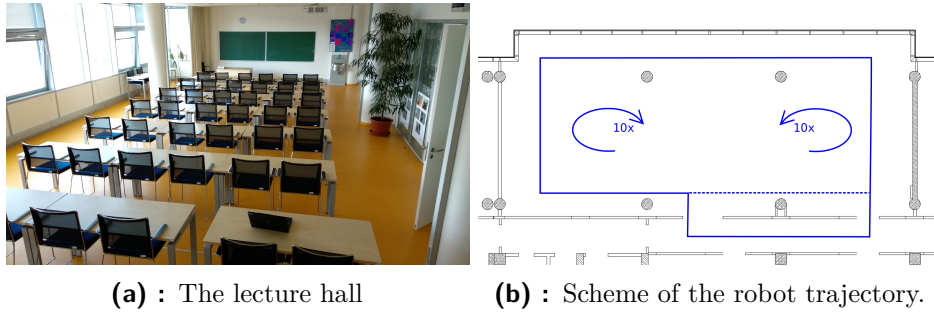 10x
10x
(a) : The lecture hall
(b) : Scheme of the robot trajectory.